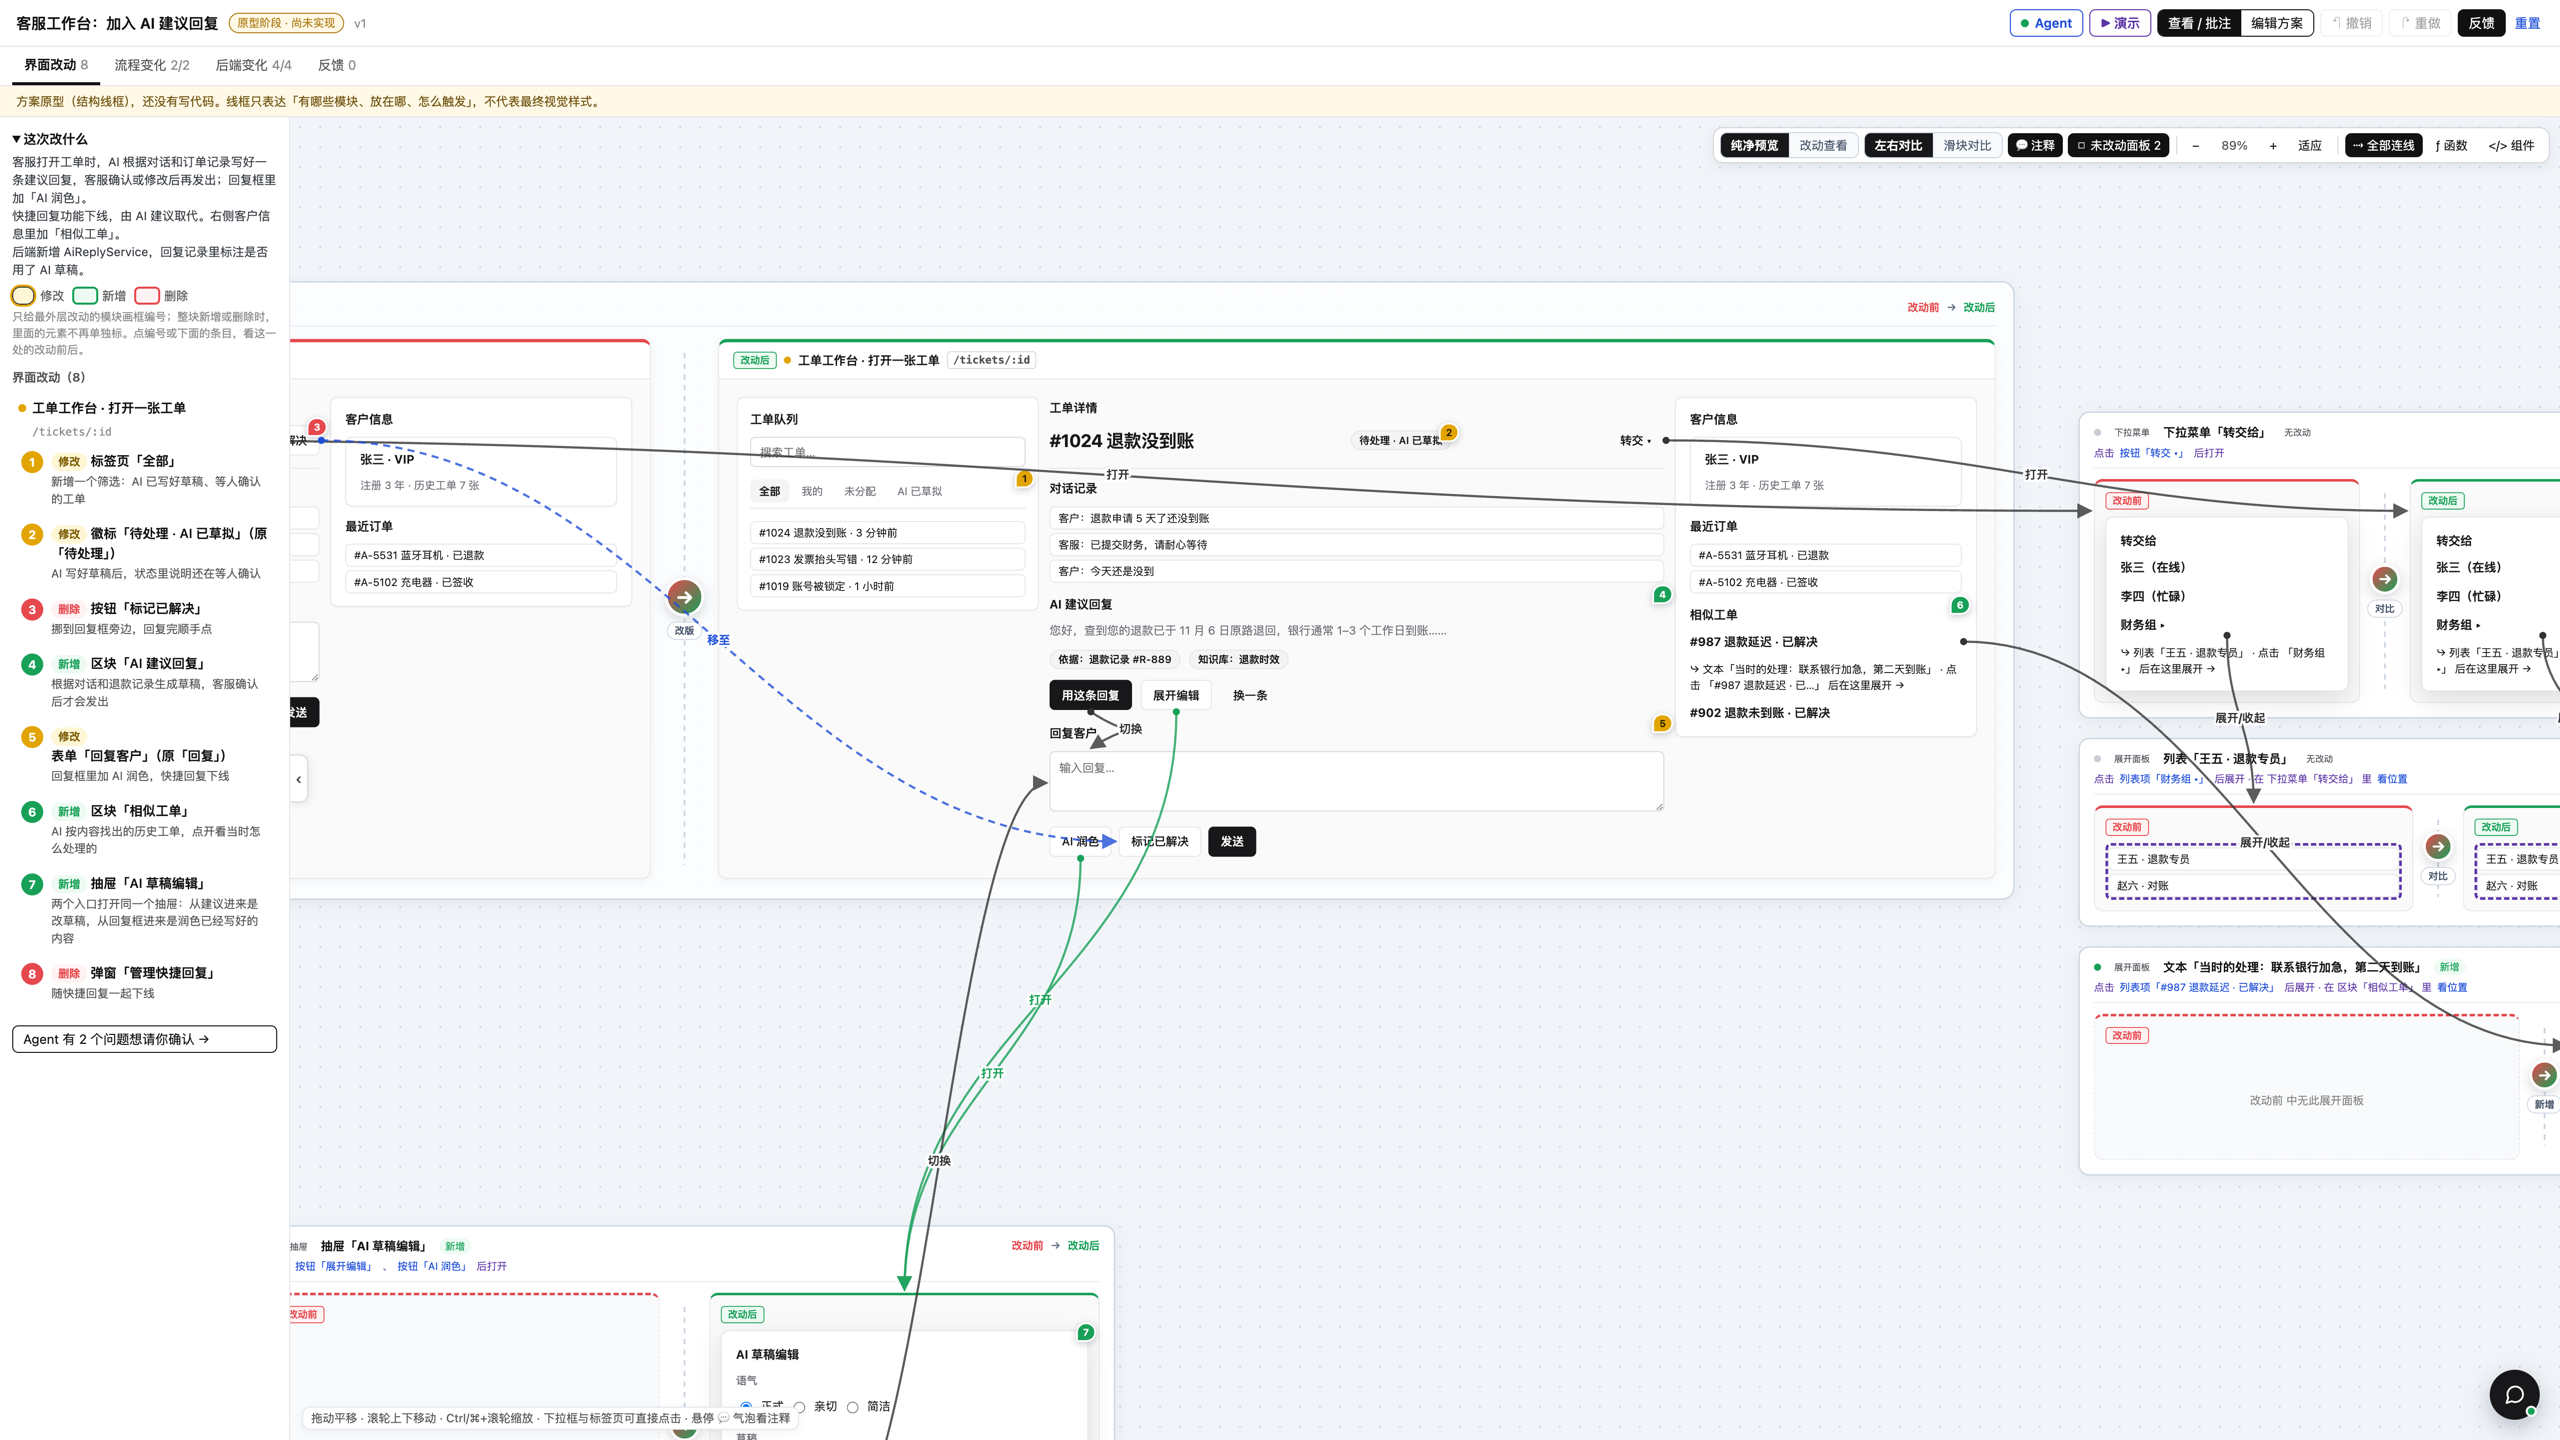 客服工作台：加入 AI 建议回复
原型阶段 · 尚未实现
v1
Agent
▶ 演示
查看 / 批注
编辑方案
撤销
重做
反馈
重置
界面改动 8
流程变化 2/2
后端变化 4/4
反馈 0
方案原型（结构线框），还没有写代码。线框只表达「有哪些模块、放在哪、怎么触发」，不代表最终视觉样式。
▼这次改什么
客服打开工单时，AI 根据对话和订单记录写好一
条建议回复，客服确认或修改后再发出；回复框里
加「AI 润色」。
快捷回复功能下线，由 AI 建议取代。右侧客户信
息里加「相似工单」。
后端新增 AiReplyService，回复记录里标注是否
用了 AI 草稿。
修改
新增
删除
只给最外层改动的模块画框编号；整块新增或删除时，
里面的元素不再单独标。点编号或下面的条目，看这一
处的改动前后。
界面改动（8）
工单工作台 · 打开一张工单
/tickets/:id
1
修改 标签页「全部」
新增一个筛选：AI 已写好草稿、等人确认
的工单
2
修改 徽标「待处理 · AI 已草拟」（原
「待处理」）
AI 写好草稿后，状态里说明还在等人确认
3
删除 按钮「标记已解决」
挪到回复框旁边，回复完顺手点
4
新增 区块「AI 建议回复」
根据对话和退款记录生成草稿，客服确认
后才会发出
5
修改
表单「回复客户」（原「回复」）
回复框里加 AI 润色，快捷回复下线
6
新增 区块「相似工单」
AI 按内容找出的历史工单，点开看当时怎
么处理的
7
新增 抽屉「AI 草稿编辑」
两个入口打开同一个抽屉：从建议进来是
改草稿，从回复框进来是润色已经写好的
内容
8
删除 弹窗「管理快捷回复」
随快捷回复一起下线
Agent 有 2 个问题想请你确认 →
纯净预览
改动查看
左右对比
滑块对比
注释
未改动面板 2
−
89%
+
适应
全部连线
ƒ 函数
</> 组件
改动前 → 改动后
解决
3
客户信息
张三 · VIP
注册 3 年 · 历史工单 7 张
最近订单
#A-5531 蓝牙耳机 · 已退款
#A-5102 充电器 · 已签收
发送
改版
移至
改动后
工单工作台 · 打开一张工单
/tickets/:id
工单队列
搜索工单...
1
全部
我的
未分配
AI 已草拟
#1024 退款没到账 · 3 分钟前
#1023 发票抬头写错 · 12 分钟前
#1019 账号被锁定 · 1 小时前
工单详情
#1024 退款没到账
待处理 · AI 已草拟
2
转交 ▾
打开
对话记录
客户：退款申请 5 天了还没到账
客服：已提交财务，请耐心等待
客户：今天还是没到
4
AI 建议回复
您好，查到您的退款已于 11 月 6 日原路退回，银行通常 1–3 个工作日到账……
依据：退款记录 #R-889
知识库：退款时效
用这条回复
展开编辑
换一条
切换
5
回复客户
输入回复...
AI 润色
标记已解决
发送
客户信息
张三 · VIP
注册 3 年 · 历史工单 7 张
最近订单
#A-5531 蓝牙耳机 · 已退款
#A-5102 充电器 · 已签收
6
相似工单
#987 退款延迟 · 已解决
↪ 文本「当时的处理：联系银行加急，第二天到账」 · 点
击 「#987 退款延迟 · 已...」 后在这里展开 →
#902 退款未到账 · 已解决
打开
下拉菜单 下拉菜单「转交给」 无改动
点击 按钮「转交 ▾」 后打开
改动前
转交给
张三（在线）
李四（忙碌）
财务组 ▸
↪ 列表「王五 · 退款专员」 · 点击 「财务组
▸」 后在这里展开 →
对比
改动后
转交给
张三（在线）
李四（忙碌）
财务组 ▸
↪ 列表「王五 · 退款专员」
▸」 后在这里展开 →
展开/收起
展开面板 列表「王五 · 退款专员」 无改动
点击 列表项「财务组 ▸」 后展开 · 在 下拉菜单「转交给」 里 看位置
改动前
展开/收起
王五 · 退款专员
赵六 · 对账
对比
改动后
王五 · 退款专员
赵六 · 对账
展开面板 文本「当时的处理：联系银行加急，第二天到账」 新增
点击 列表项「#987 退款延迟 · 已解决」 后展开 · 在 区块「相似工单」 里 看位置
改动前
改动前 中无此展开面板
新增
打开
打开
切换
抽屉 抽屉「AI 草稿编辑」 新增
按钮「展开编辑」 、 按钮「AI 润色」 后打开
改动前 → 改动后
改动前
改动后
7
AI 草稿编辑
语气
正式
亲切
简洁
草稿
拖动平移 · 滚轮上下移动 · Ctrl/⌘+滚轮缩放 · 下拉框与标签页可直接点击 · 悬停 💬 气泡看注释